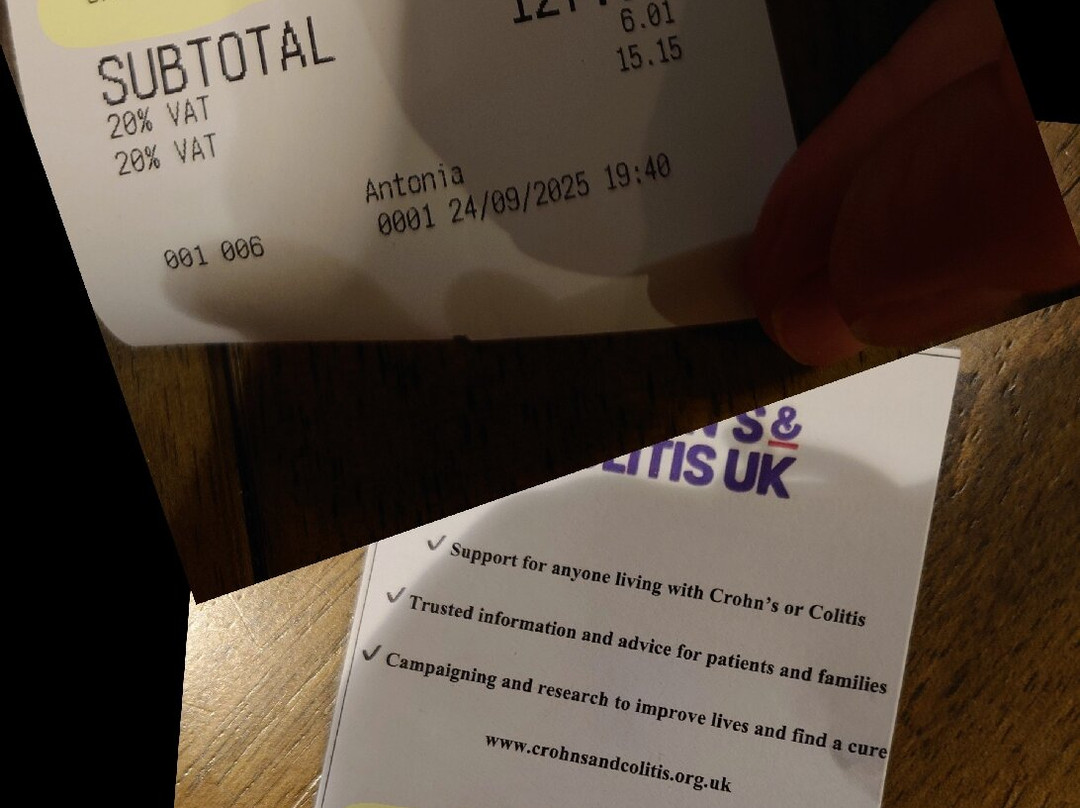 SUBTOTAL
6.01
20% VAT 15.15
20% VAT
Antonia
0001 24/09/2025 19:40
001 006
S &
LITIS UK
✓ Support for anyone living with Crohn's or Colitis
✓ Trusted information and advice for patients and families
✓ Campaigning and research to improve lives and find a cure
www.crohnsandcolitis.org.uk